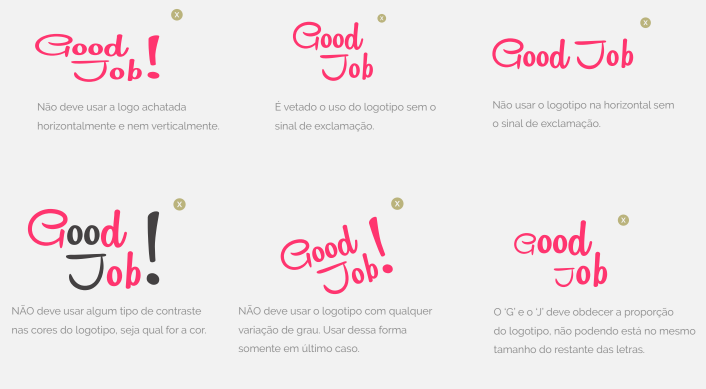 X
Good
Job!
Não deve usar a logo achatada
horizontalmente e nem verticalmente.
X
Good
Job
É vetado o uso do logotipo sem o
sinal de exclamação.
X
Good Job
Não usar o logotipo na horizontal sem
o sinal de exclamação.
X
Good
Job!
NÃO deve usar algum tipo de contraste
nas cores do logotipo, seja qual for a cor.
X
Good
Job!
NÃO deve usar o logotipo com qualquer
variação de grau. Usar dessa forma
somente em último caso.
X
Good
Job
O 'G' e o 'J' deve obdecer a proporção
do logotipo, não podendo está no mesmo
tamanho do restante das letras.